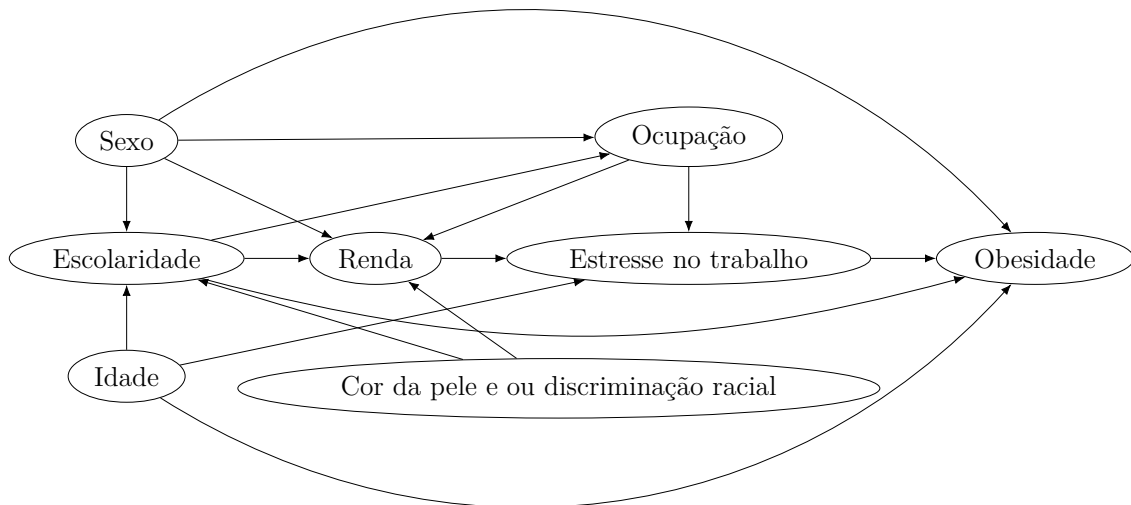 Sexo
Ocupação
Escolaridade
Renda
Estresse no trabalho
Obesidade
Idade
Cor da pele e ou discriminação racial